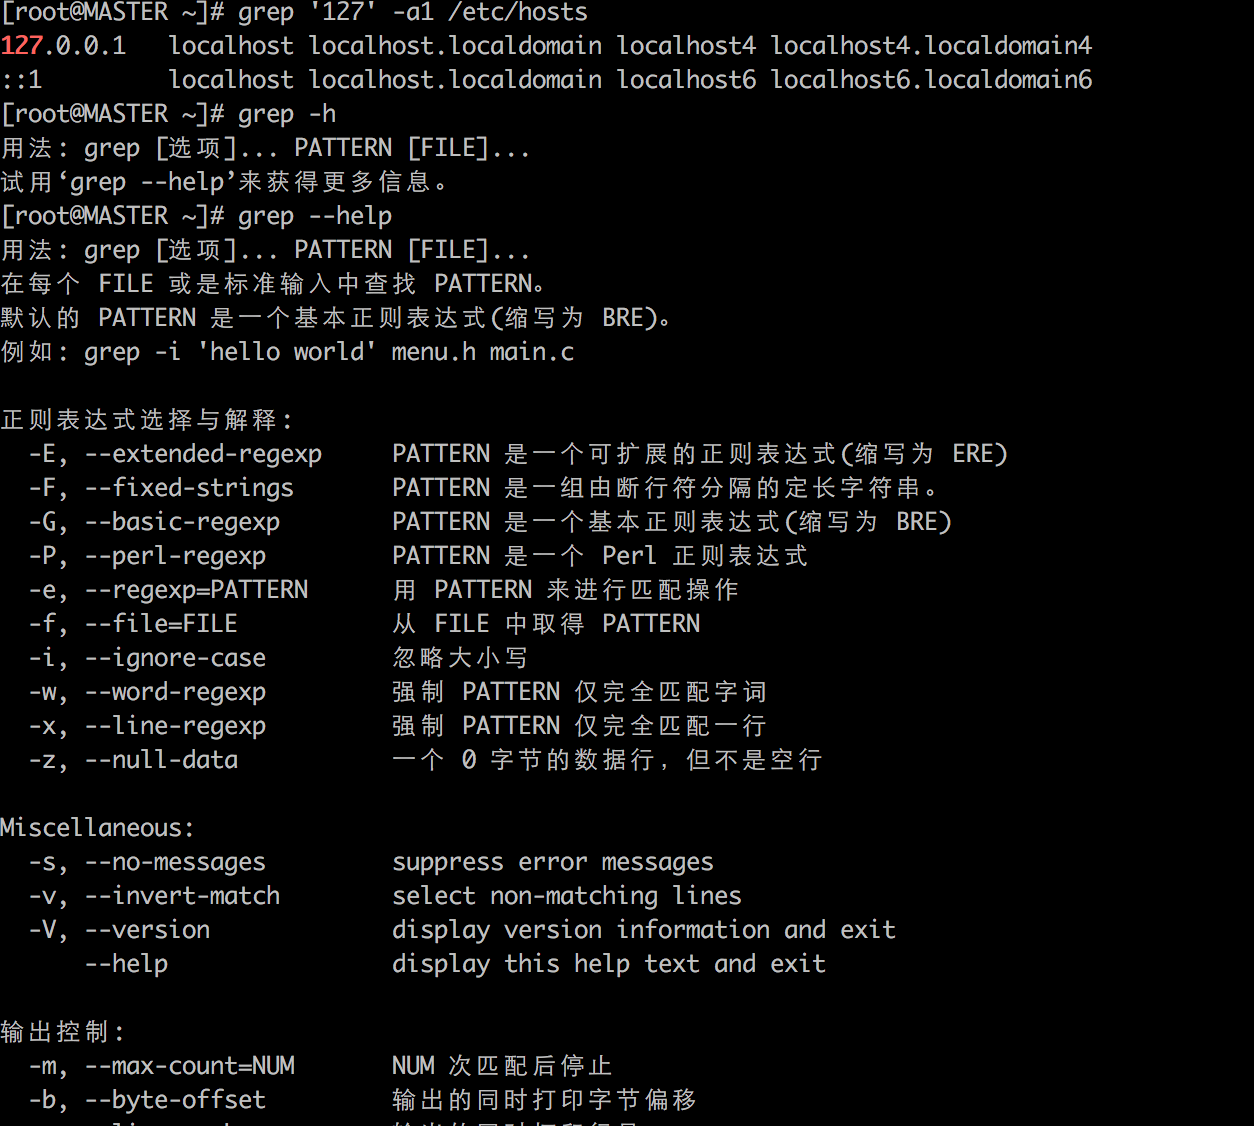 [root@MASTER ~]# grep '127' -a1 /etc/hosts
127.0.0.1   localhost localhost.localdomain localhost4 localhost4.localdomain4
::1         localhost localhost.localdomain localhost6 localhost6.localdomain6
[root@MASTER ~]# grep -h
用法: grep [选项]... PATTERN [FILE]...
试用‘grep --help’来获得更多信息。
[root@MASTER ~]# grep --help
用法: grep [选项]... PATTERN [FILE]...
在每个 FILE 或是标准输入中查找 PATTERN。
默认的 PATTERN 是一个基本正则表达式(缩写为 BRE)。
例如: grep -i 'hello world' menu.h main.c

正则表达式选择与解释:
  -E, --extended-regexp     PATTERN 是一个可扩展的正则表达式(缩写为 ERE)
  -F, --fixed-strings       PATTERN 是一组由断行符分隔的定长字符串。
  -G, --basic-regexp        PATTERN 是一个基本正则表达式(缩写为 BRE)
  -P, --perl-regexp         PATTERN 是一个 Perl 正则表达式
  -e, --regexp=PATTERN      用 PATTERN 来进行匹配操作
  -f, --file=FILE           从 FILE 中取得 PATTERN
  -i, --ignore-case         忽略大小写
  -w, --word-regexp         强制 PATTERN 仅完全匹配字词
  -x, --line-regexp         强制 PATTERN 仅完全匹配一行
  -z, --null-data           一个 0 字节的数据行，但不是空行

Miscellaneous:
  -s, --no-messages         suppress error messages
  -v, --invert-match        select non-matching lines
  -V, --version             display version information and exit
      --help                display this help text and exit

输出控制:
  -m, --max-count=NUM       NUM 次匹配后停止
  -b, --byte-offset         输出的同时打印字节偏移